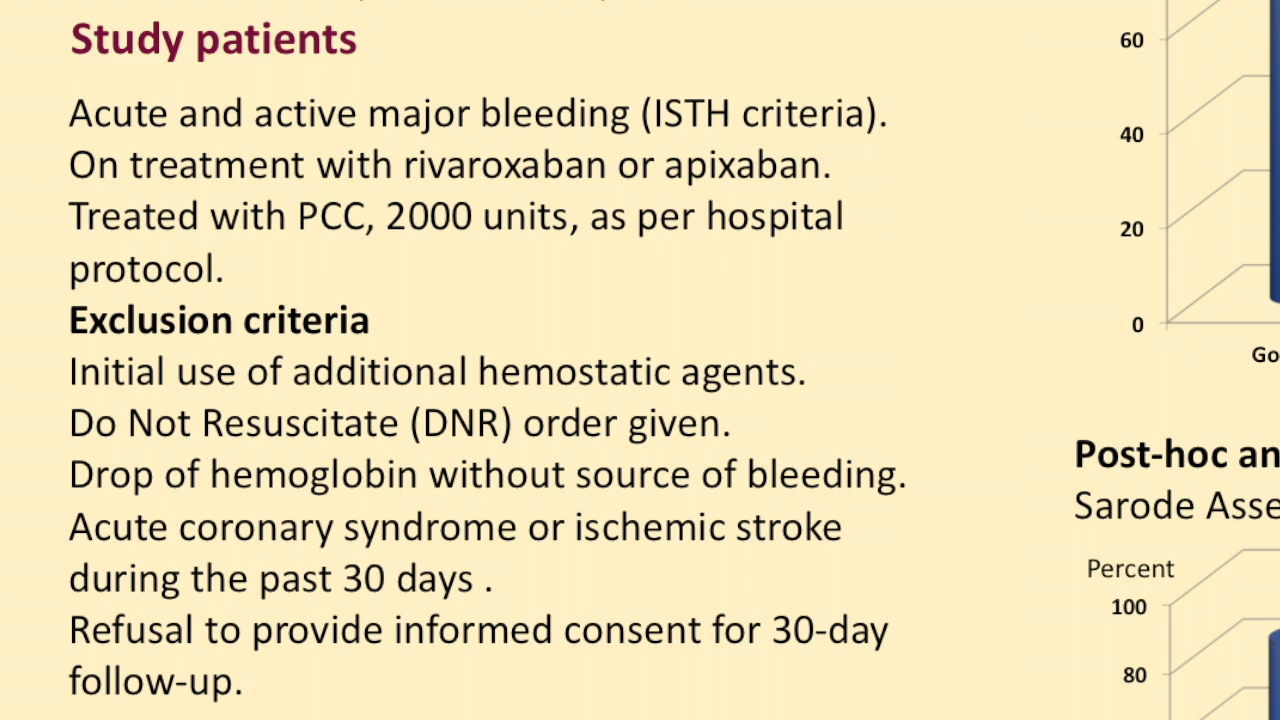 Study patients
Acute and active major bleeding (ISTH criteria).
On treatment with rivaroxaban or apixaban.
Treated with PCC, 2000 units, as per hospital
protocol.
Exclusion criteria
Initial use of additional hemostatic agents.
Do Not Resuscitate (DNR) order given.
Drop of hemoglobin without source of bleeding.
Acute coronary syndrome or ischemic stroke
during the past 30 days .
Refusal to provide informed consent for 30-day
follow-up.
60
40
20
0
Go
Post-hoc an
Sarode Asse
Percent
100
80